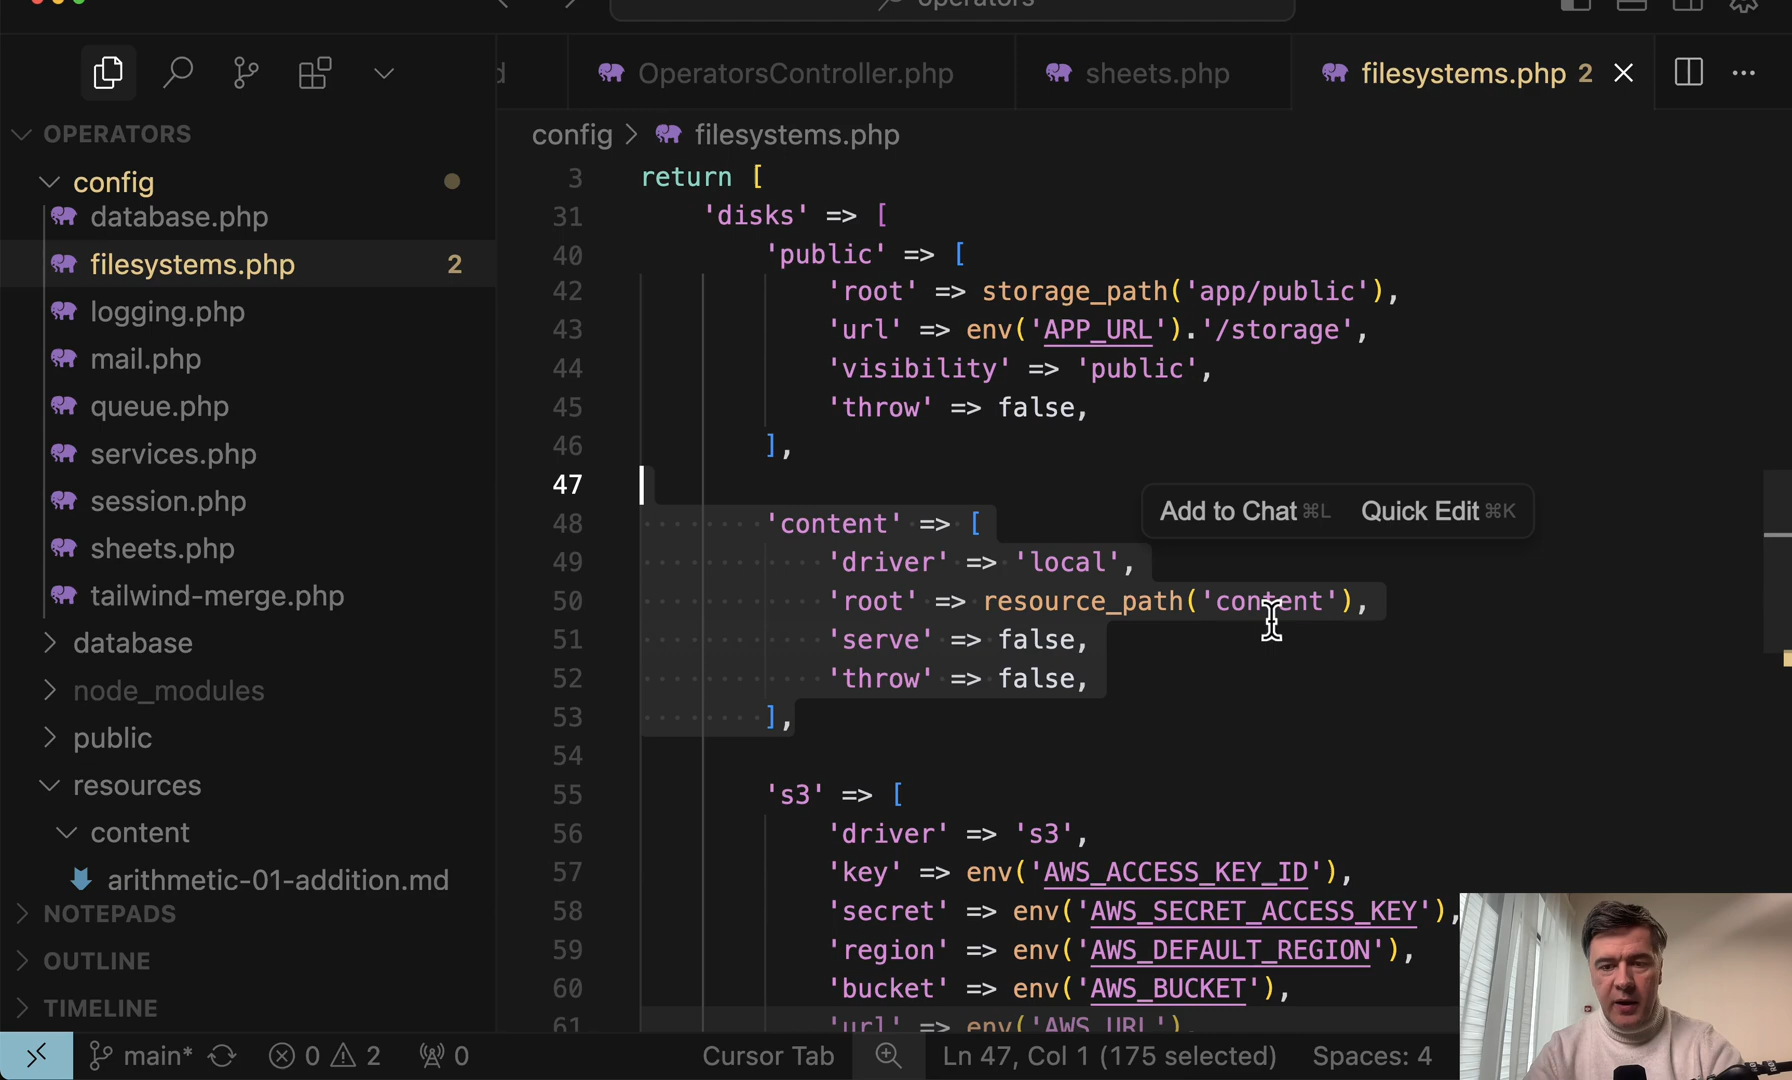 operators
OperatorsController.php
sheets.php
filesystems.php 2
OPERATORS
config
database.php
filesystems.php 2
logging.php
mail.php
queue.php
services.php
session.php
sheets.php
tailwind-merge.php
database
node_modules
public
resources
content
arithmetic-01-addition.md
NOTEPADS
OUTLINE
TIMELINE
config > filesystems.php
3 return [
31 'disks' => [
40 'public' => [
42 'root' => storage_path('app/public'),
43 'url' => env('APP_URL').'/storage',
44 'visibility' => 'public',
45 'throw' => false,
46 ],
47
Add to Chat ⌘L Quick Edit ⌘K
48 'content' => [
49 'driver' => 'local',
50 'root' => resource_path('content'),
51 'serve' => false,
52 'throw' => false,
53 ],
54
55 's3' => [
56 'driver' => 's3',
57 'key' => env('AWS_ACCESS_KEY_ID'),
58 'secret' => env('AWS_SECRET_ACCESS_KEY'),
59 'region' => env('AWS_DEFAULT_REGION'),
60 'bucket' => env('AWS_BUCKET'),
61 'url' => env('AWS_URL'),
main* 0 2 0 Cursor Tab Ln 47, Col 1 (175 selected) Spaces: 4